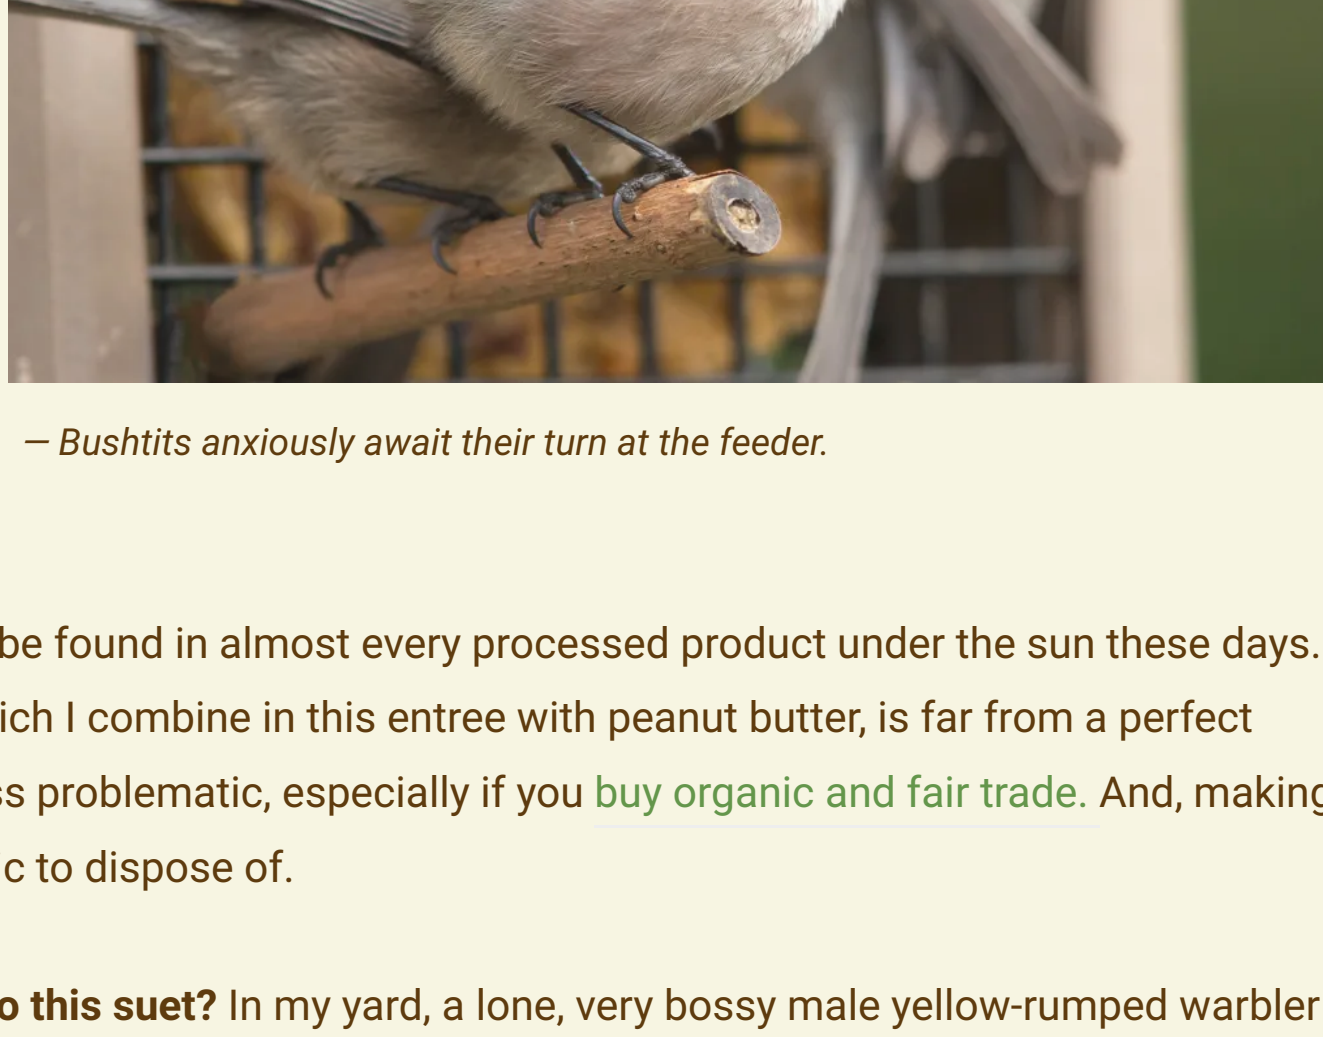 — Bushtits anxiously await their turn at the feeder.
be found in almost every processed product under the sun these days.
ich I combine in this entree with peanut butter, is far from a perfect
ss problematic, especially if you buy organic and fair trade. And, making
c to dispose of.
o this suet? In my yard, a lone, very bossy male yellow-rumped warbler